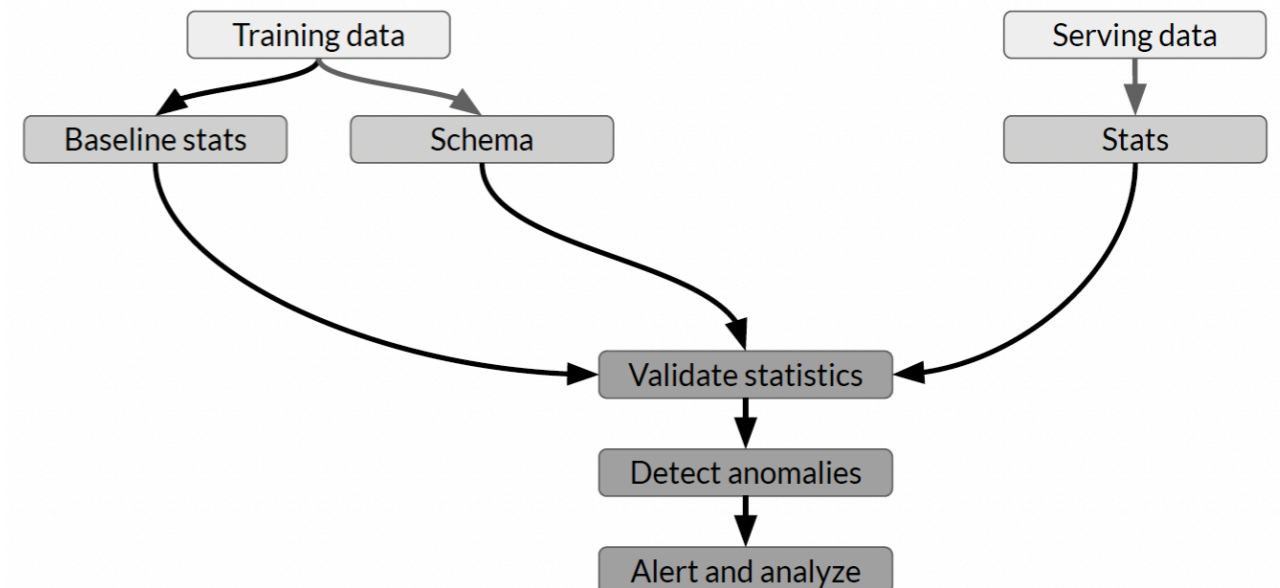 Training data
Serving data
Baseline stats
Schema
Stats
Validate statistics
Detect anomalies
Alert and analyze